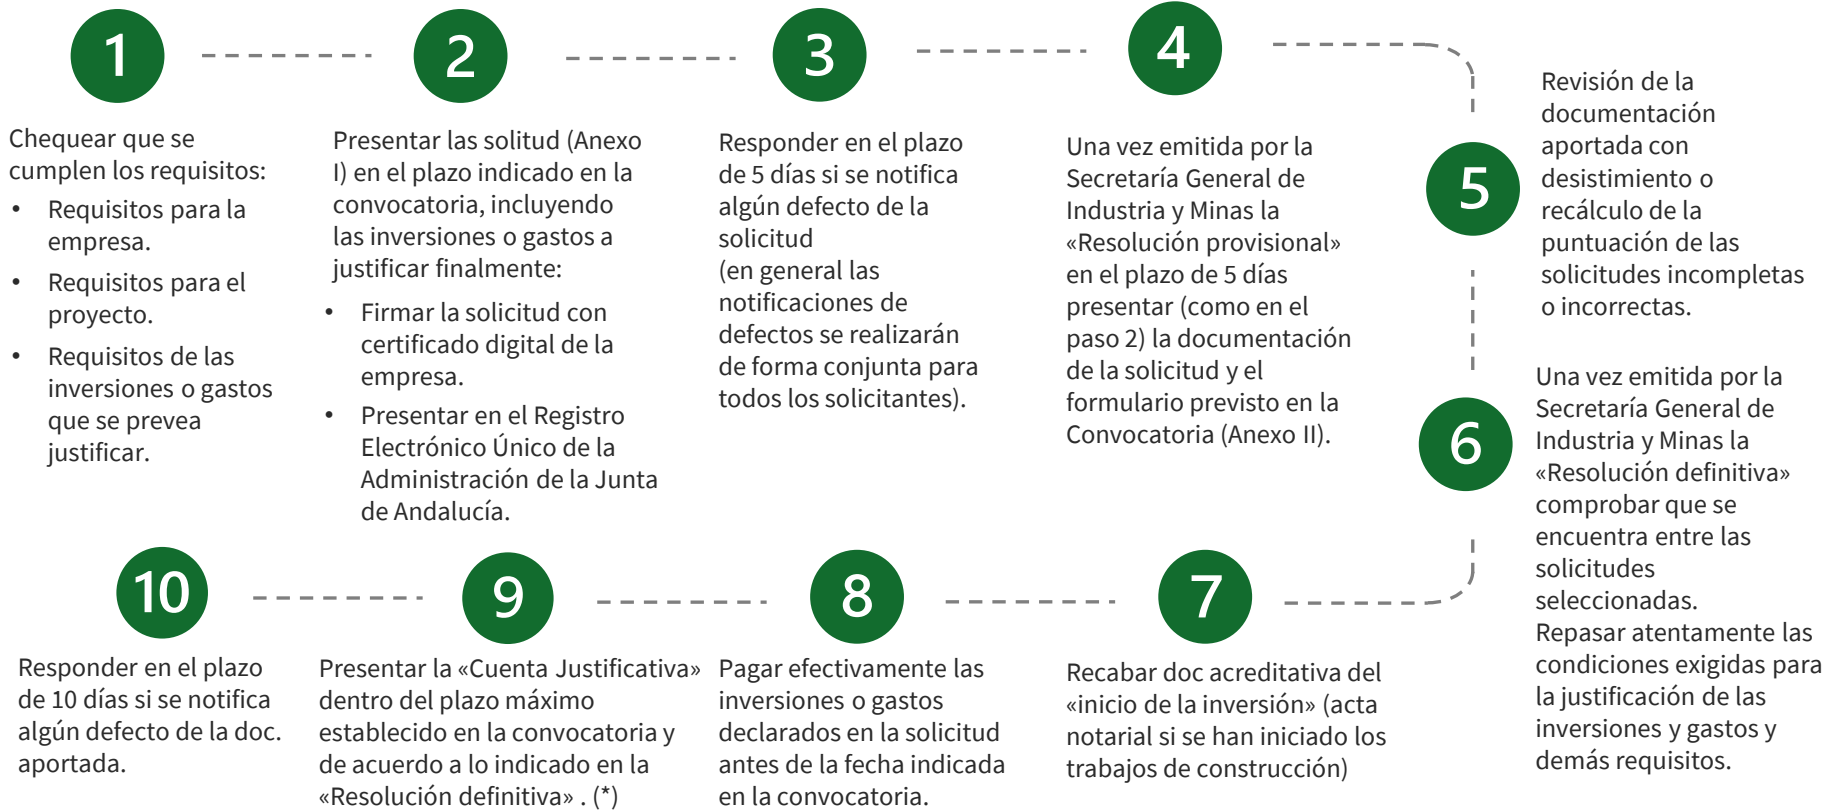 1
Chequear que se
cumplen los requisitos:
• Requisitos para la
empresa.
• Requisitos para el
proyecto.
• Requisitos de las
inversiones o gastos
que se prevea
justificar.
2
Presentar las solitud (Anexo
I) en el plazo indicado en la
convocatoria, incluyendo
las inversiones o gastos a
justificar finalmente:
• Firmar la solicitud con
certificado digital de la
empresa.
• Presentar en el Registro
Electrónico Único de la
Administración de la Junta
de Andalucía.
3
Responder en el plazo
de 5 días si se notifica
algún defecto de la
solicitud
(en general las
notificaciones de
defectos se realizarán
de forma conjunta para
todos los solicitantes).
4
Una vez emitida por la
Secretaría General de
Industria y Minas la
«Resolución provisional»
en el plazo de 5 días
presentar (como en el
paso 2) la documentación
de la solicitud y el
formulario previsto en la
Convocatoria (Anexo II).
5
Revisión de la
documentación
aportada con
desistimiento o
recálculo de la
puntuación de las
solicitudes incompletas
o incorrectas.
6
Una vez emitida por la
Secretaría General de
Industria y Minas la
«Resolución definitiva»
comprobar que se
encuentra entre las
solicitudes
seleccionadas.
Repasar atentamente las
condiciones exigidas para
la justificación de las
inversiones y gastos y
demás requisitos.
7
Recabar doc acreditativa del
«inicio de la inversión» (acta
notarial si se han iniciado los
trabajos de construcción)
8
Pagar efectivamente las
inversiones o gastos
declarados en la solicitud
antes de la fecha indicada
en la convocatoria.
9
Presentar la «Cuenta Justificativa»
dentro del plazo máximo
establecido en la convocatoria y
de acuerdo a lo indicado en la
«Resolución definitiva» . (*)
10
Responder en el plazo
de 10 días si se notifica
algún defecto de la doc.
aportada.